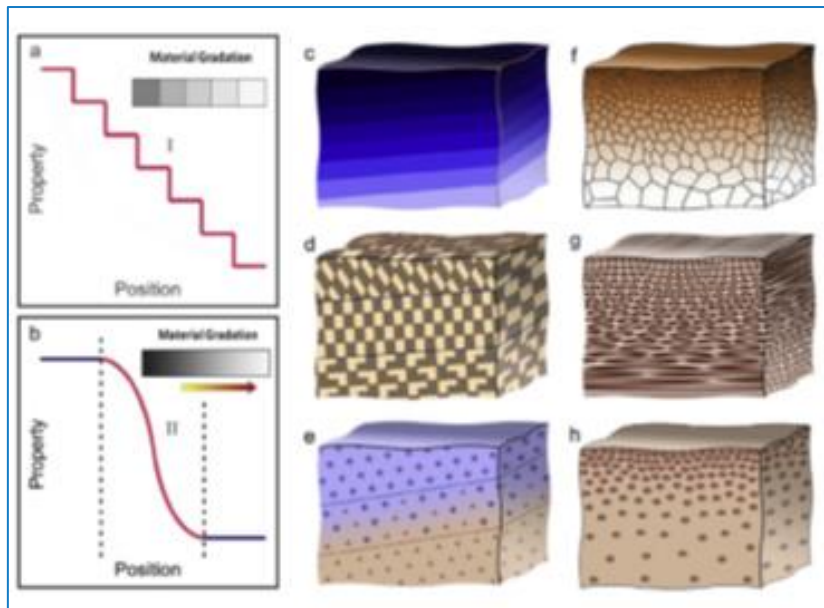 a
Material Gradation
I
Property
Position
b
Material Gradation
II
Property
Position
c
d
e
f
g
h